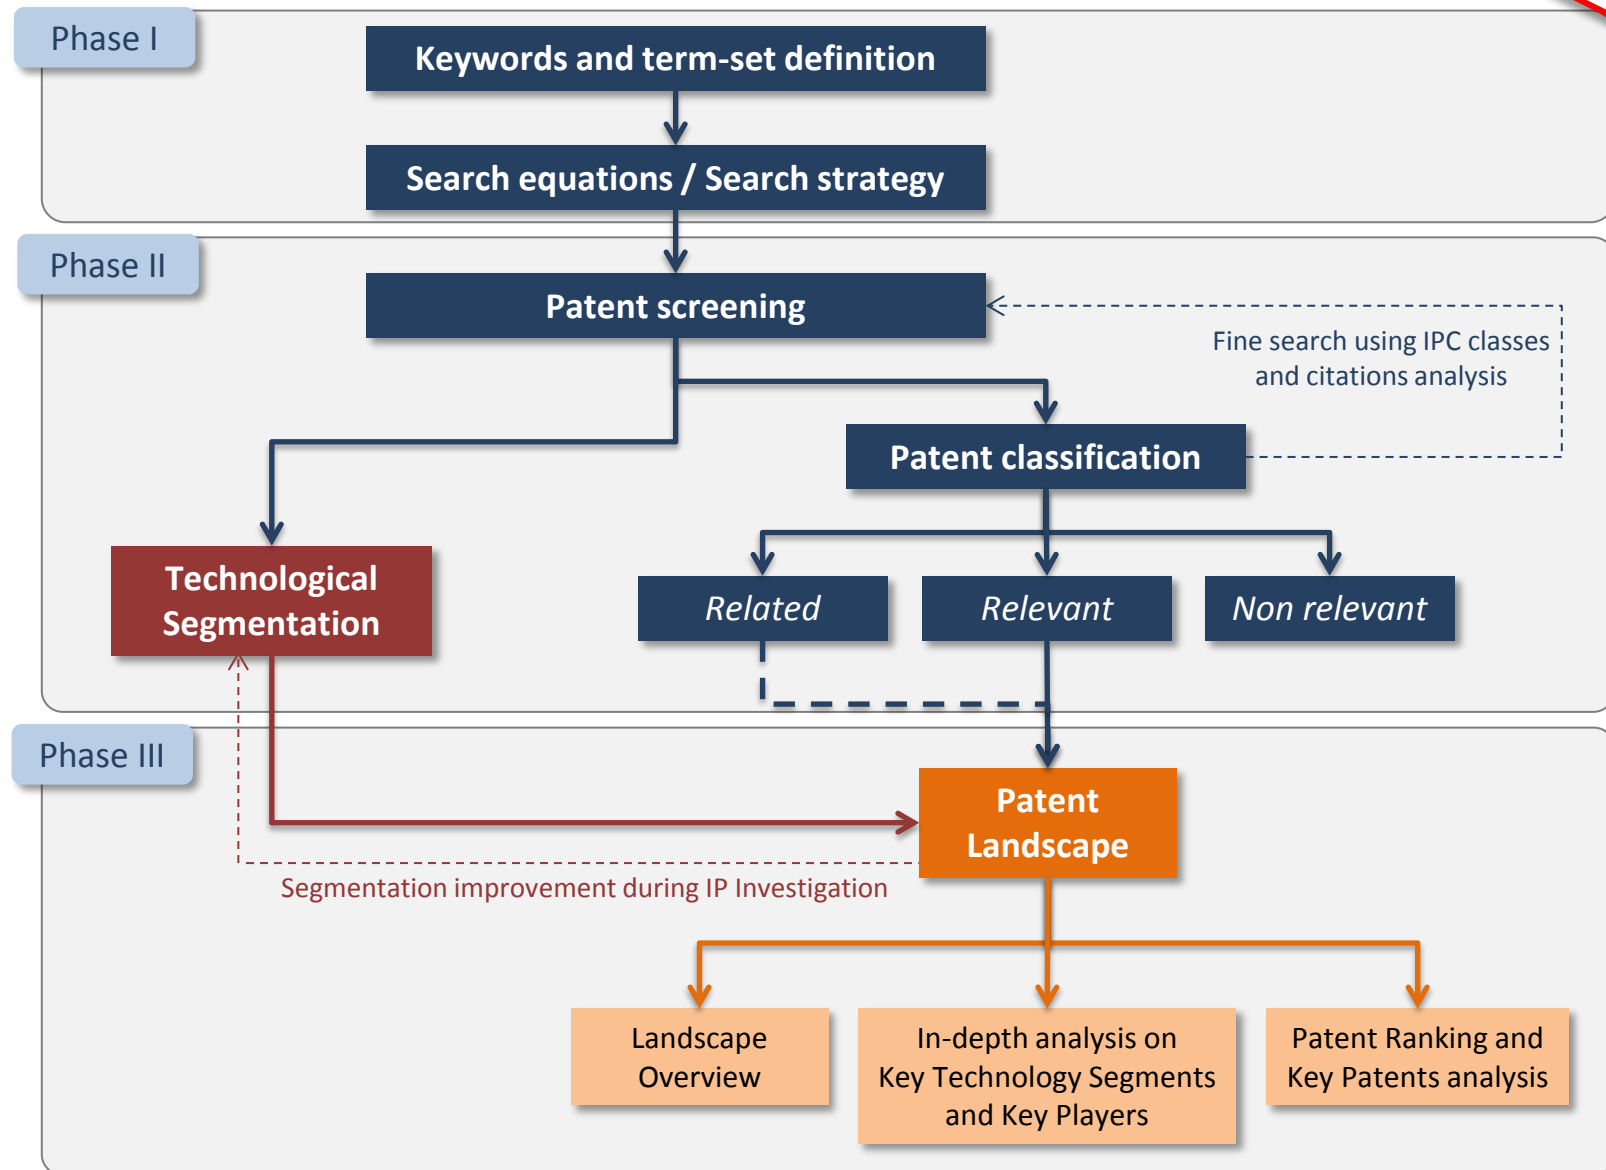 Phase I
Keywords and term-set definition
Search equations / Search strategy
Phase II
Patent screening
Fine search using IPC classes
and citations analysis
Patent classification
Technological
Segmentation
Related
Relevant
Non relevant
Phase III
Patent
Landscape
Segmentation improvement during IP Investigation
Landscape
Overview
In-depth analysis on
Key Technology Segments
and Key Players
Patent Ranking and
Key Patents analysis